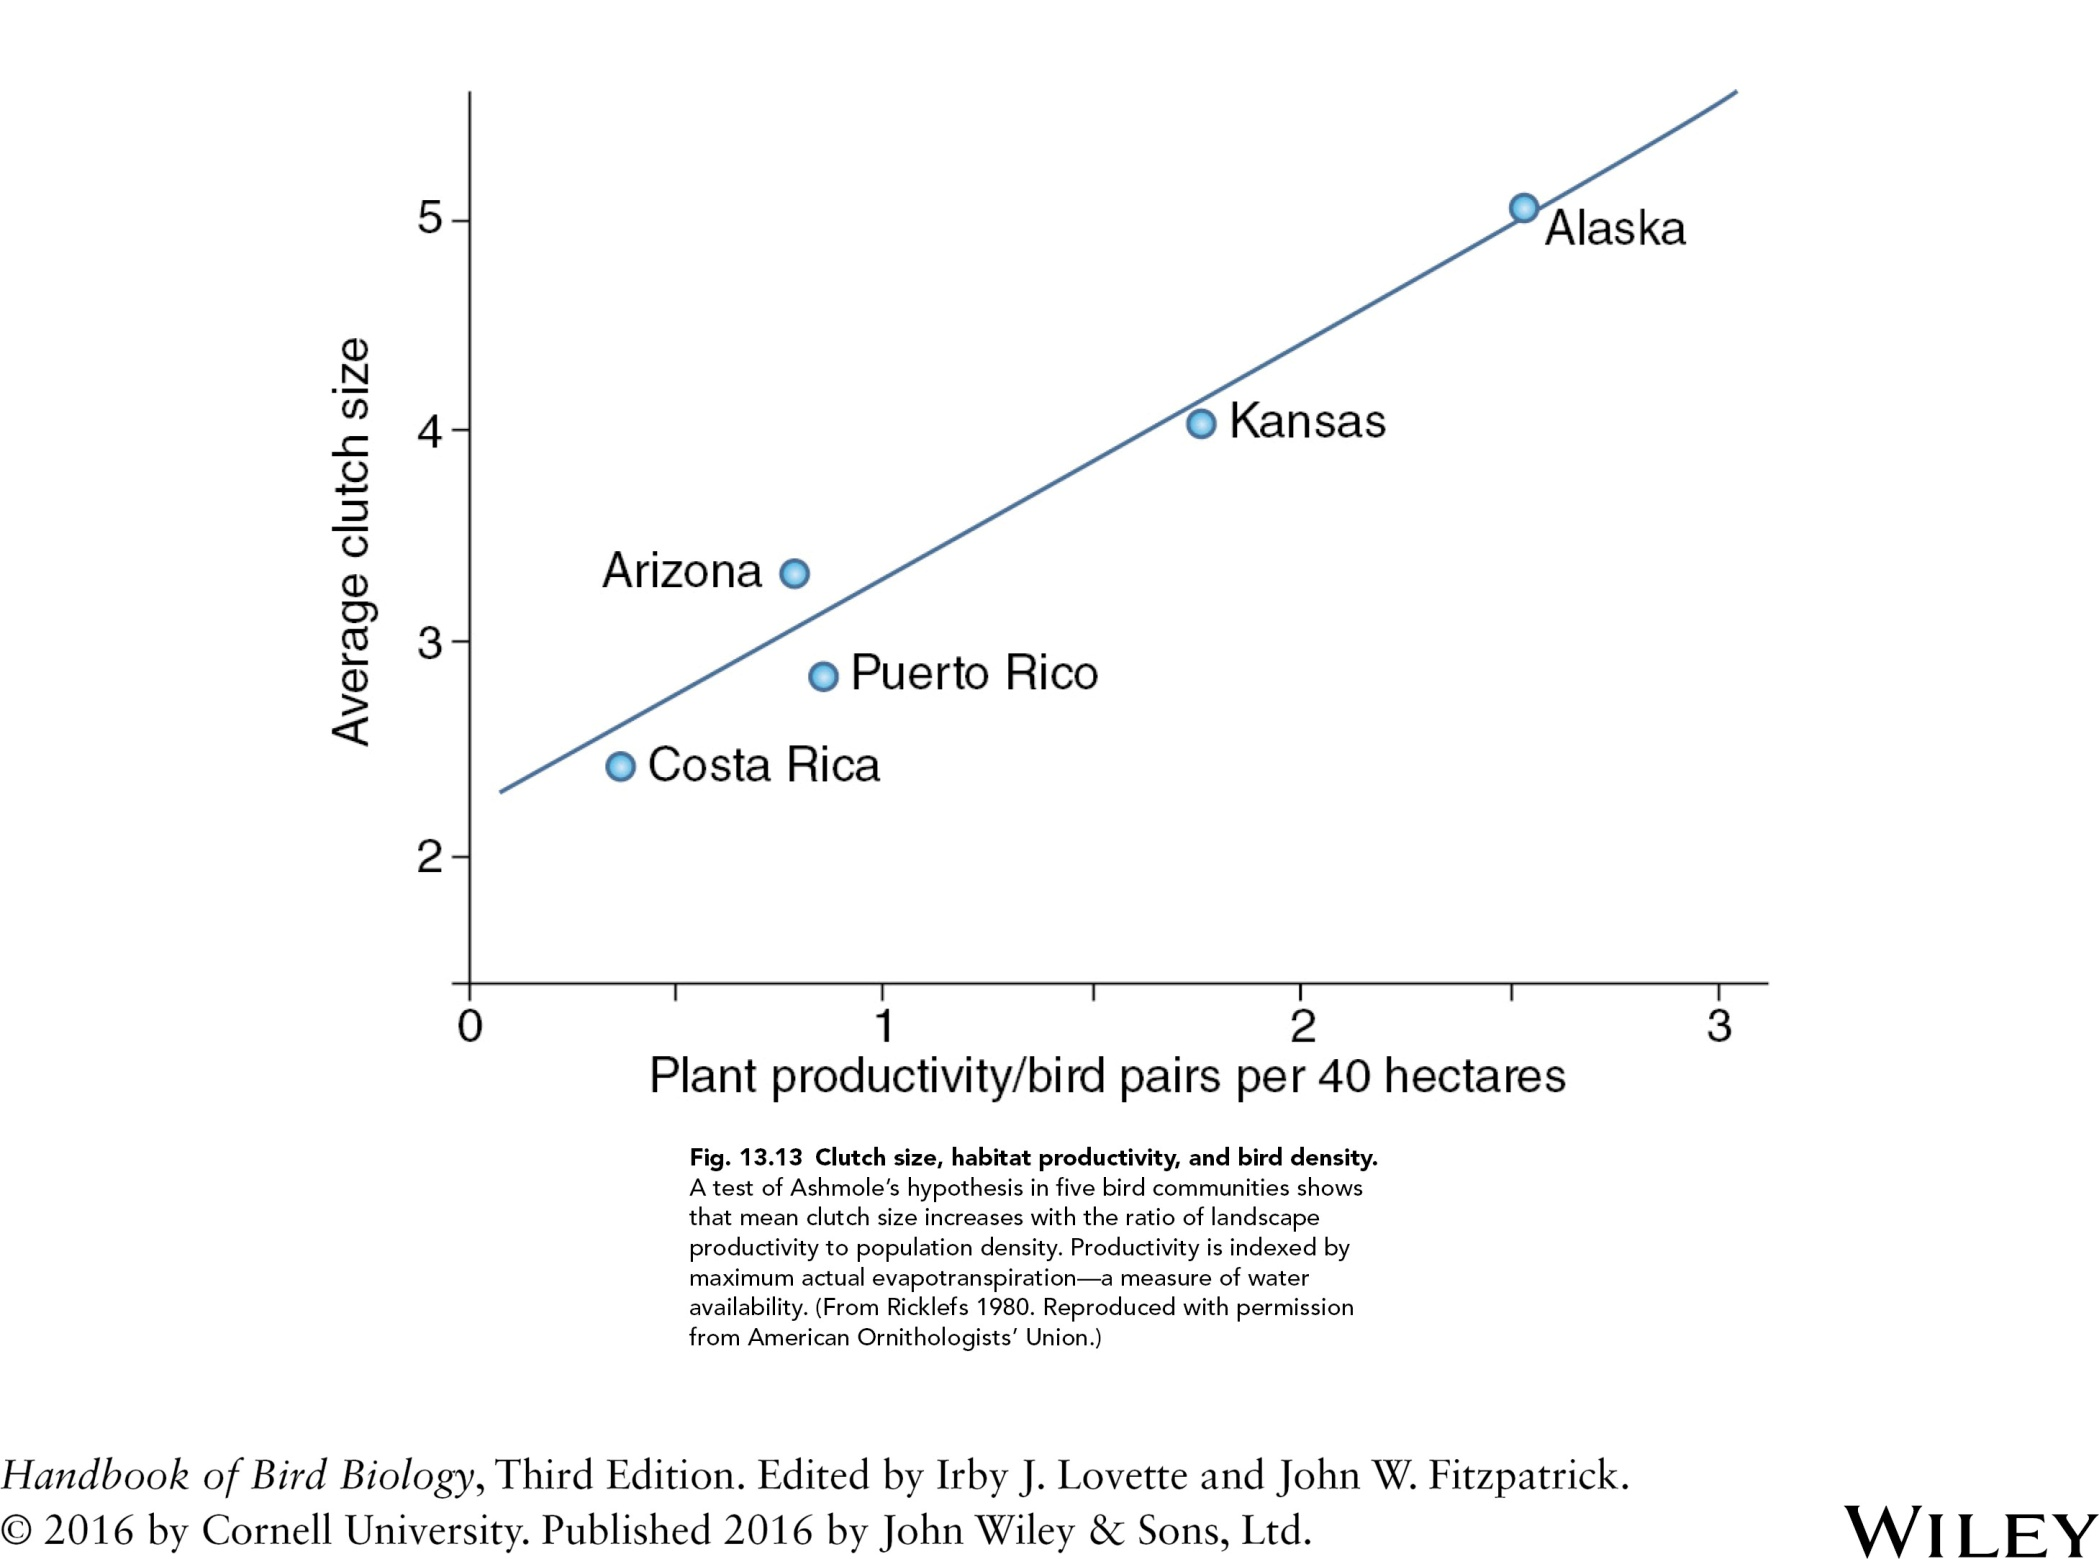 5
Alaska
Average clutch size
4
Kansas
Arizona
3
Puerto Rico
Costa Rica
2
0 1 2 3
Plant productivity/bird pairs per 40 hectares
Fig. 13.13 Clutch size, habitat productivity, and bird density.
A test of Ashmole’s hypothesis in five bird communities shows
that mean clutch size increases with the ratio of landscape
productivity to population density. Productivity is indexed by
maximum actual evapotranspiration—a measure of water
availability. (From Ricklefs 1980. Reproduced with permission
from American Ornithologists’ Union.)
Handbook of Bird Biology, Third Edition. Edited by Irby J. Lovette and John W. Fitzpatrick.
© 2016 by Cornell University. Published 2016 by John Wiley & Sons, Ltd.
WILEY